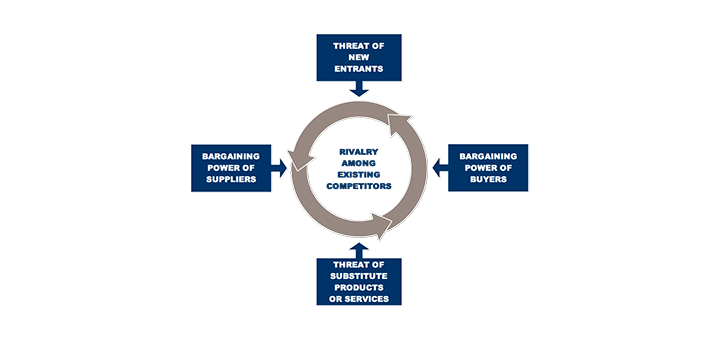 THREAT OF
NEW
ENTRANTS
BARGAINING
POWER OF
SUPPLIERS
RIVALRY
AMONG
EXISTING
COMPETITORS
BARGAINING
POWER OF
BUYERS
THREAT OF
SUBSTITUTE
PRODUCTS
OR SERVICES